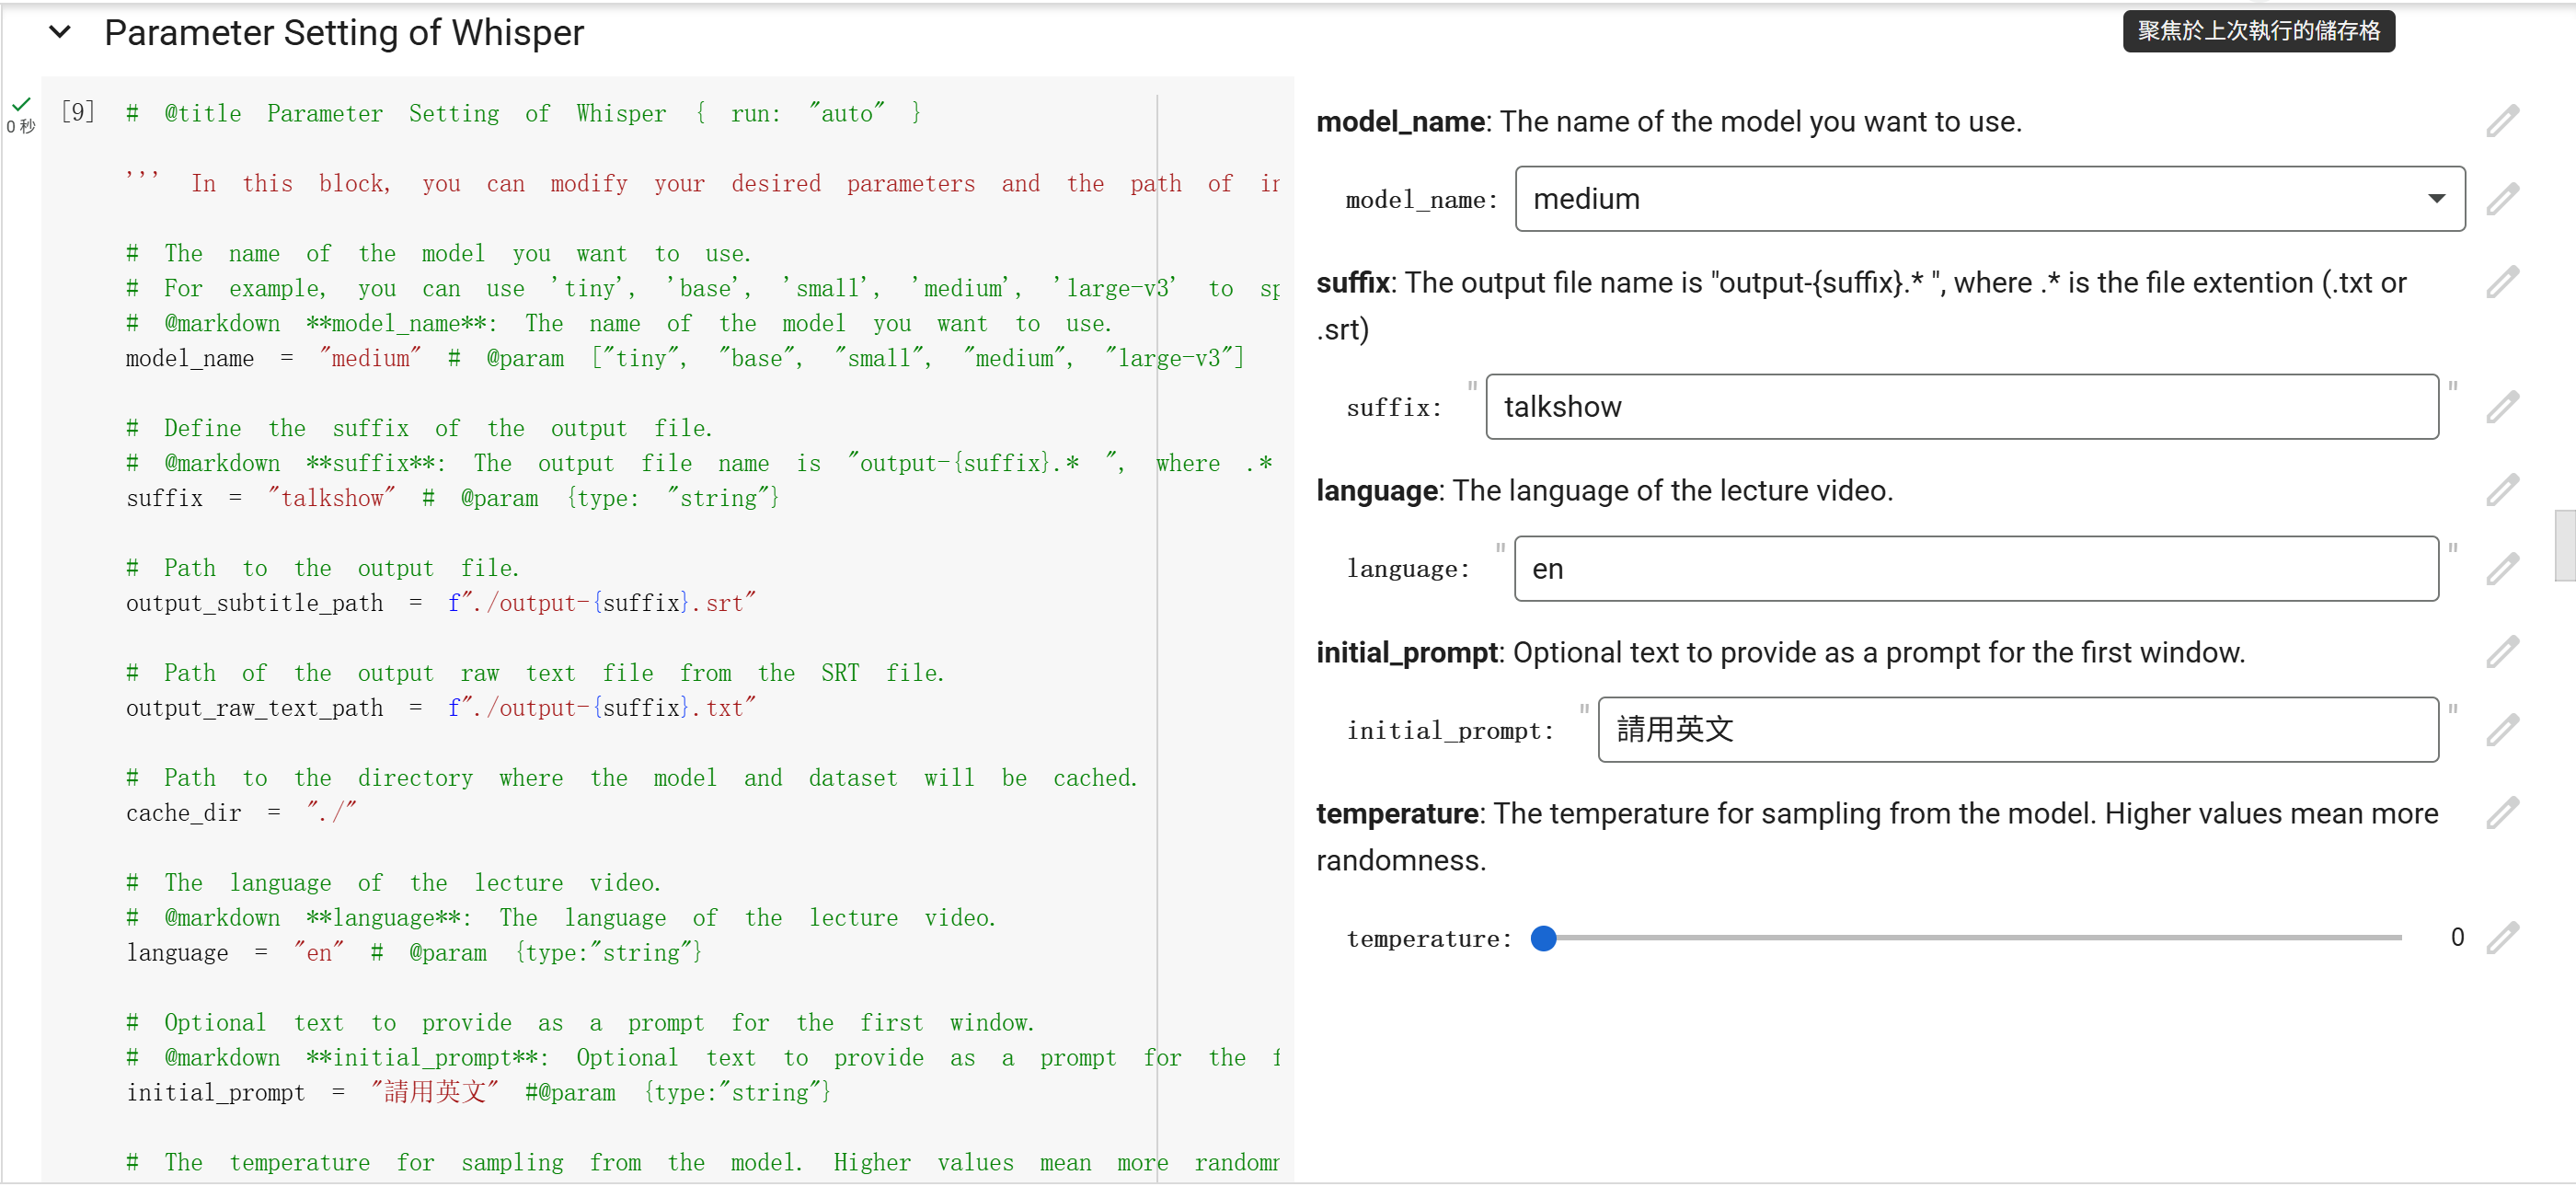 Parameter Setting of Whisper
聚焦於上次執行的儲存格
0 秒
[9]
# @title Parameter Setting of Whisper { run: "auto" }
''' In this block, you can modify your desired parameters and the path of in
# The name of the model you want to use.
# For example, you can use 'tiny', 'base', 'small', 'medium', 'large-v3' to sp
# @markdown **model_name**: The name of the model you want to use.
model_name = "medium" # @param ["tiny", "base", "small", "medium", "large-v3"]
# Define the suffix of the output file.
# @markdown **suffix**: The output file name is "output-{suffix}.* ", where .*
suffix = "talkshow" # @param {type: "string"}
# Path to the output file.
output_subtitle_path = f"./output-{suffix}.srt"
# Path of the output raw text file from the SRT file.
output_raw_text_path = f"./output-{suffix}.txt"
# Path to the directory where the model and dataset will be cached.
cache_dir = "./"
# The language of the lecture video.
# @markdown **language**: The language of the lecture video.
language = "en" # @param {type:"string"}
# Optional text to provide as a prompt for the first window.
# @markdown **initial_prompt**: Optional text to provide as a prompt for the f
initial_prompt = "請用英文" #@param {type:"string"}
# The temperature for sampling from the model. Higher values mean more
model_name: The name of the model you want to use.
model_name: medium
suffix: The output file name is "output-{suffix}.* ", where .* is the file extention (.txt or
.srt)
suffix: " talkshow "
language: The language of the lecture video.
language: " en "
initial_prompt: Optional text to provide as a prompt for the first window.
initial_prompt: " 請用英文 "
temperature: The temperature for sampling from the model. Higher values mean more
randomness.
temperature: 0